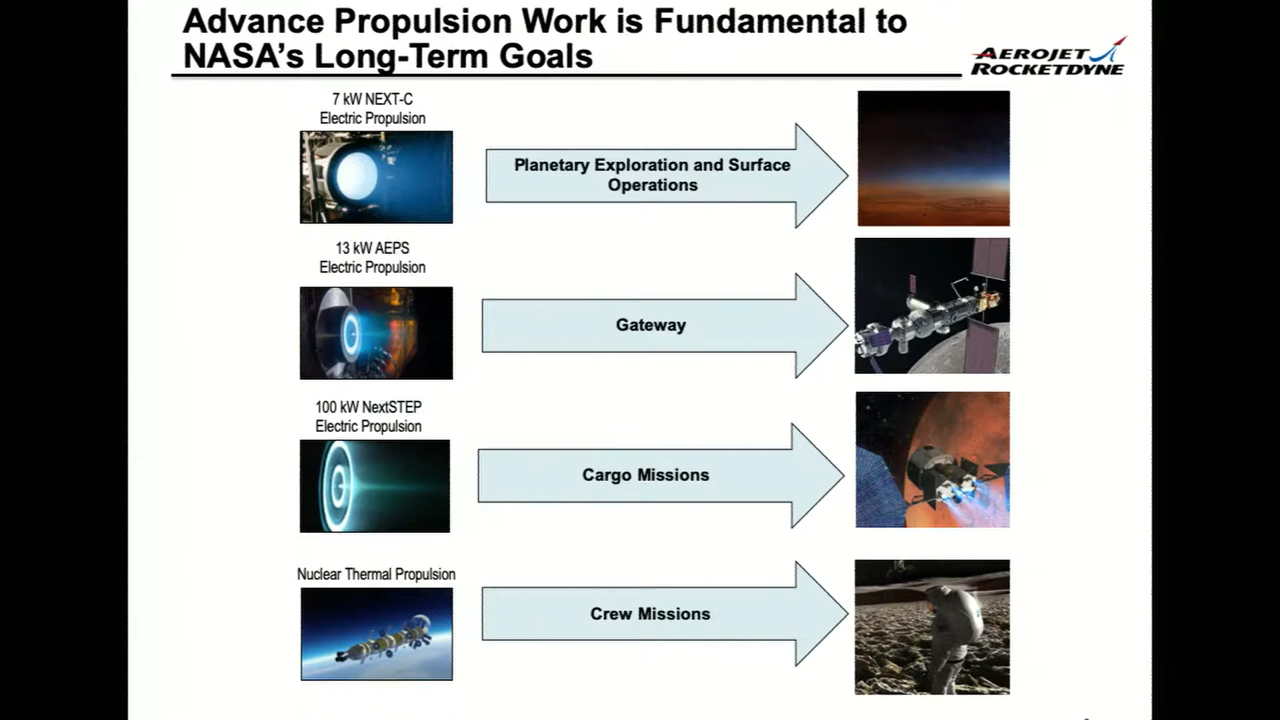 Advance Propulsion Work is Fundamental to
NASA's Long-Term Goals
AEROJET
ROCKETDYNE
7 kW NEXT-C
Electric Propulsion
Planetary Exploration and Surface
Operations
13 kW AEPS
Electric Propulsion
Gateway
100 kW NextSTEP
Electric Propulsion
Cargo Missions
Nuclear Thermal Propulsion
Crew Missions